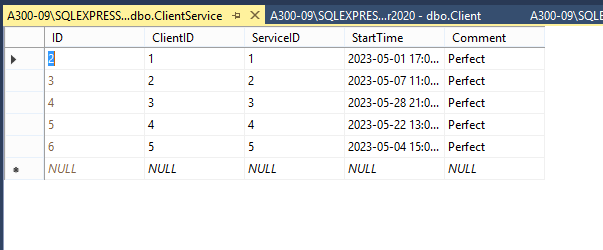 A300-09\SQLEXPRESS...dbo.ClientService A300-09\SQLEXPRESS...r2020 - dbo.Client A300-09\SQLEXPRES
ID ClientID ServiceID StartTime Comment
2 1 1 2023-05-01 17:0... Perfect
3 2 2 2023-05-07 11:0... Perfect
4 3 3 2023-05-28 21:0... Perfect
5 4 4 2023-05-22 13:0... Perfect
6 5 5 2023-05-04 15:0... Perfect
NULL NULL NULL NULL NULL